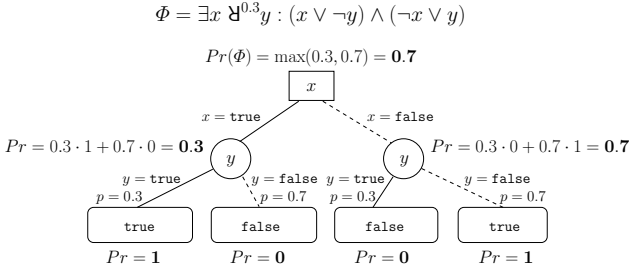 Φ = ∃x Я^0.3 y : (x ∨ ¬y) ∧ (¬x ∨ y)
Pr(Φ) = max(0.3, 0.7) = 0.7
x
x = true x = false
Pr = 0.3 · 1 + 0.7 · 0 = 0.3 y y Pr = 0.3 · 0 + 0.7 · 1 = 0.7
y = true y = false y = true y = false
p = 0.3 p = 0.7 p = 0.3 p = 0.7
true false false true
Pr = 1 Pr = 0 Pr = 0 Pr = 1